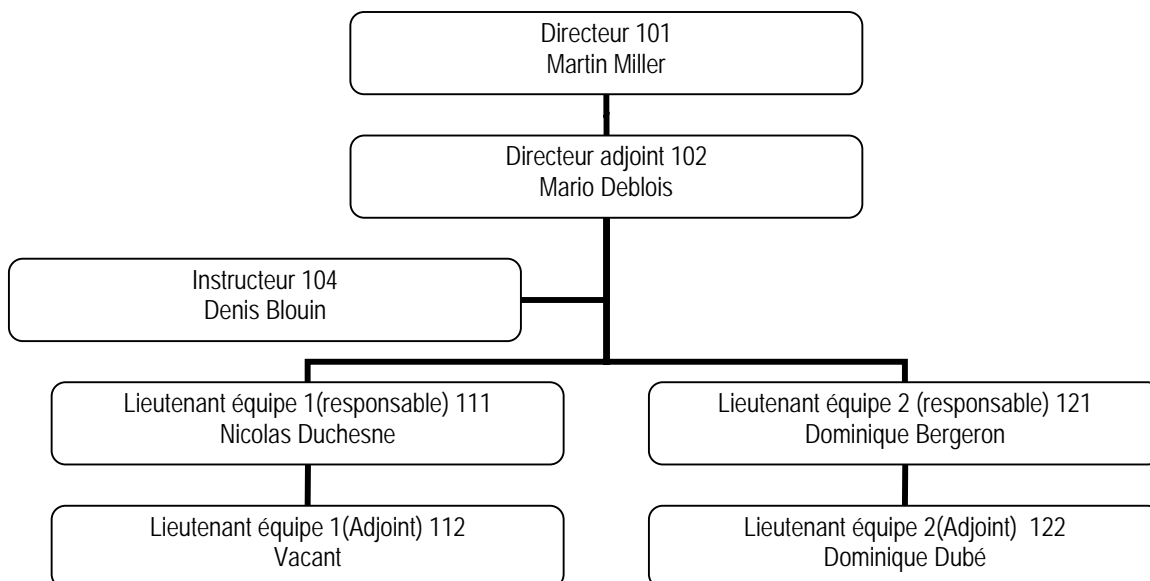 Directeur 101
Martin Miller
Directeur adjoint 102
Mario Deblois
Instructeur 104
Denis Blouin
Lieutenant équipe 1(responsable) 111
Nicolas Duchesne
Lieutenant équipe 2 (responsable) 121
Dominique Bergeron
Lieutenant équipe 1(Adjoint) 112
Vacant
Lieutenant équipe 2(Adjoint) 122
Dominique Dubé